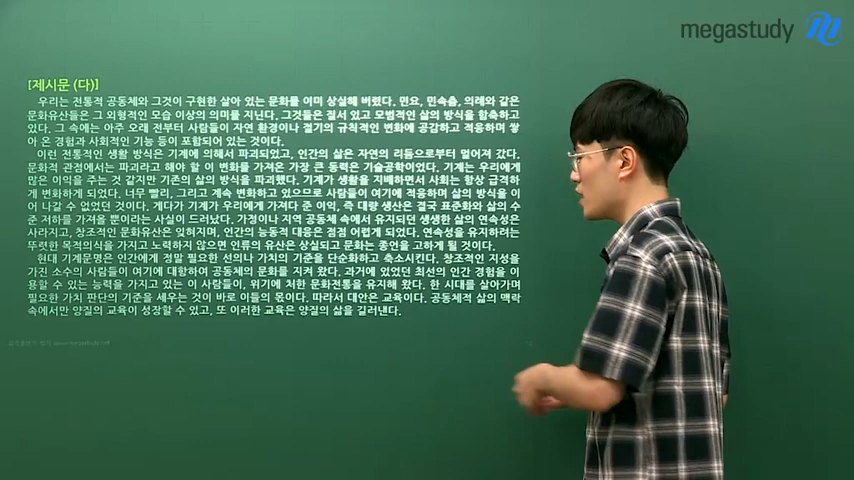 megastudy
[제시문 (다)]
우리는 전통적 공동체와 그것이 구현한 살아 있는 문화를 이미 상실해 버렸다. 민요, 민속춤, 의례와 같은
문화유산들은 그 외형적인 모습 이상의 의미를 지닌다. 그것들은 질서 있고 모범적인 삶의 방식을 함축하고
있다. 그 속에는 아주 오래 전부터 사람들이 자연 환경이나 절기의 규칙적인 변화에 공감하고 적응하며 쌓
아 온 경험과 사회적인 기능 등이 포함되어 있는 것이다.
이런 전통적인 생활 방식은 기계에 의해서 파괴되었고, 인간의 삶은 자연의 리듬으로부터 멀어져 갔다.
문화적 관점에서는 파괴라고 해야 할 이 변화를 가져온 가장 큰 동력은 기술공학이었다. 기계는 우리에게
많은 이익을 주는 것 같지만 기존의 삶의 방식을 파괴했다. 기계가 생활을 지배하면서 사회는 항상 급격하
게 변화하게 되었다. 너무 빨리, 그리고 계속 변화하고 있으므로 사람들이 여기에 적응하며 삶의 방식을 이
어 나갈 수 없었던 것이다. 게다가 기계가 우리에게 가져다 준 이익, 즉 대량 생산은 결국 표준화와 삶의 수
준 저하를 가져올 뿐이라는 사실이 드러났다. 가정이나 지역 공동체 속에서 유지되던 생생한 삶의 연속성은
사라지고, 창조적인 문화유산은 잊혀지며, 인간의 능동적 대응은 점점 어렵게 되었다. 연속성을 유지하려는
뚜렷한 목적의식을 가지고 노력하지 않으면 인류의 유산은 상실되고 문화는 종언을 고하게 될 것이다.
현대 기계문명은 인간에게 정말 필요한 선의나 가치의 기준을 단순화하고 축소시킨다. 창조적인 지성을
가진 소수의 사람들이 여기에 대항하여 공동체의 문화를 지켜 왔다. 과거에 있었던 최선의 인간 경험을 이
용할 수 있는 능력을 가지고 있는 이 사람들이, 위기에 처한 문화전통을 유지해 왔다. 한 시대를 살아가며
필요한 가치 판단의 기준을 세우는 것이 바로 이들의 몫이다. 따라서 대안은 교육이다. 공동체적 삶의 맥락
속에서만 양질의 교육이 성장할 수 있고, 또 이러한 교육은 양질의 삶을 길러낸다.